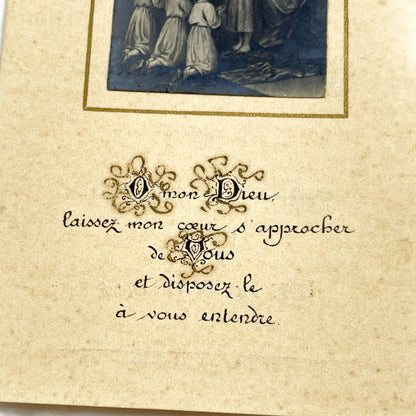 O mon Dieu,
laissez mon cœur s'approcher
de Vous
et disposez-le
à vous entendre.